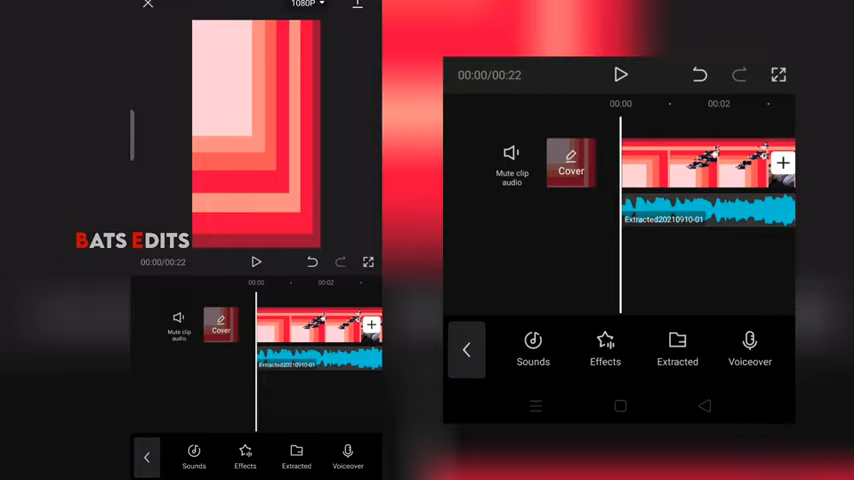 1080P
BATS EDITS
00:00/00:22
00:00
00:02
Mute clip
audio
Cover
Extracted20210910-01
Sounds
Effects
Extracted
Voiceover
00:00/00:22
00:00
00:02
Mute clip
audio
Cover
Extracted20210910-01
Sounds
Effects
Extracted
Voiceover